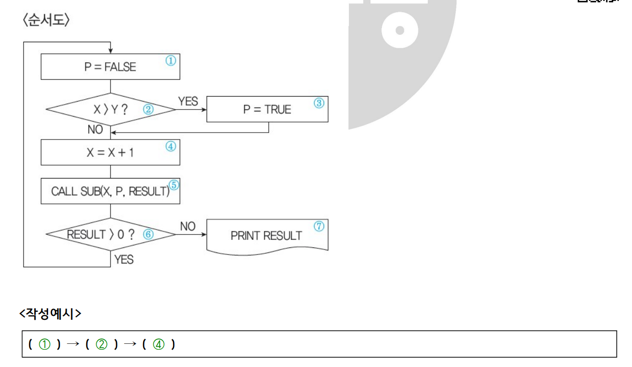 〈순서도〉
P = FALSE ①
X 〉 Y ? ②
YES
P = TRUE ③
NO
X = X + 1 ④
CALL SUB(X, P, RESULT) ⑤
RESULT 〉 0 ? ⑥
NO
PRINT RESULT ⑦
YES
<작성예시>
( ① ) → ( ② ) → ( ④ )